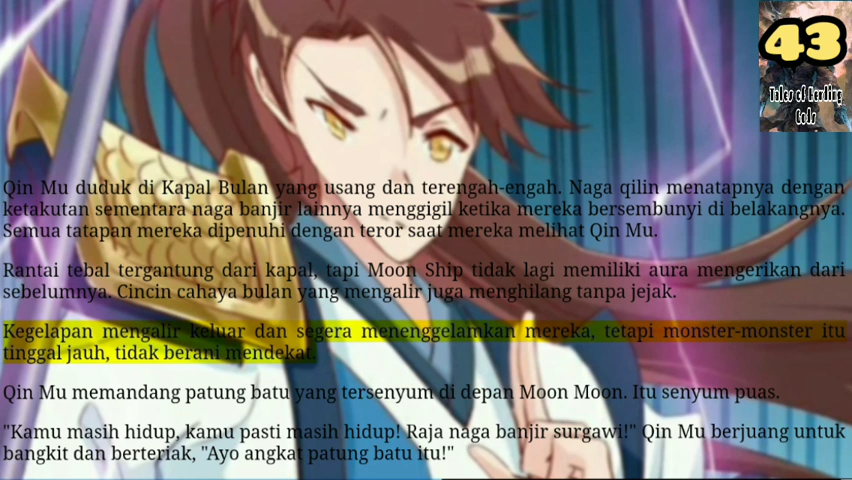 43
Tales of Herding
Gods
Qin Mu duduk di Kapal Bulan yang usang dan terengah-engah. Naga qilin menatapnya dengan
ketakutan sementara naga banjir lainnya menggigil ketika mereka bersembunyi di belakangnya.
Semua tatapan mereka dipenuhi dengan teror saat mereka melihat Qin Mu.
Rantai tebal tergantung dari kapal, tapi Moon Ship tidak lagi memiliki aura mengerikan dari
sebelumnya. Cincin cahaya bulan yang mengalir juga menghilang tanpa jejak.
Kegelapan mengalir keluar dan segera menenggelamkan mereka, tetapi monster-monster itu
tinggal jauh, tidak berani mendekat.
Qin Mu memandang patung batu yang tersenyum di depan Moon Moon. Itu senyum puas.
"Kamu masih hidup, kamu pasti masih hidup! Raja naga banjir surgawi!" Qin Mu berjuang untuk
bangkit dan berteriak, "Ayo angkat patung batu itu!"